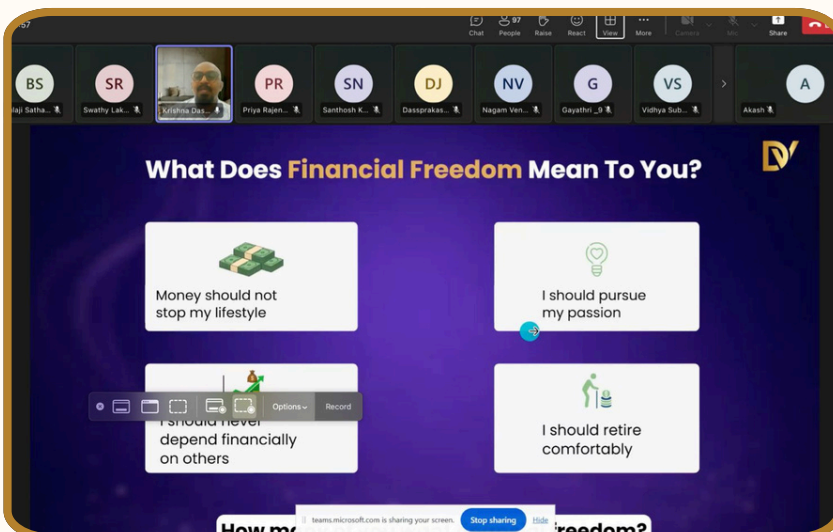 97
Chat People Raise React View More Camera Mic Share
BS SR PR SN DJ NV G VS A
Swathy Lak... Krishna Das... Priya Rajen... Santhosh K... Dassprakas... Nagam Ven... Gayathri _9 Vidhya Sub... Akash
What Does Financial Freedom Mean To You?
DV
Money should not
stop my lifestyle
I should pursue
my passion
Options
Record
I should never
depend financially
on others
I should retire
comfortably
teams.microsoft.com is sharing your screen.
Stop sharing
Hide